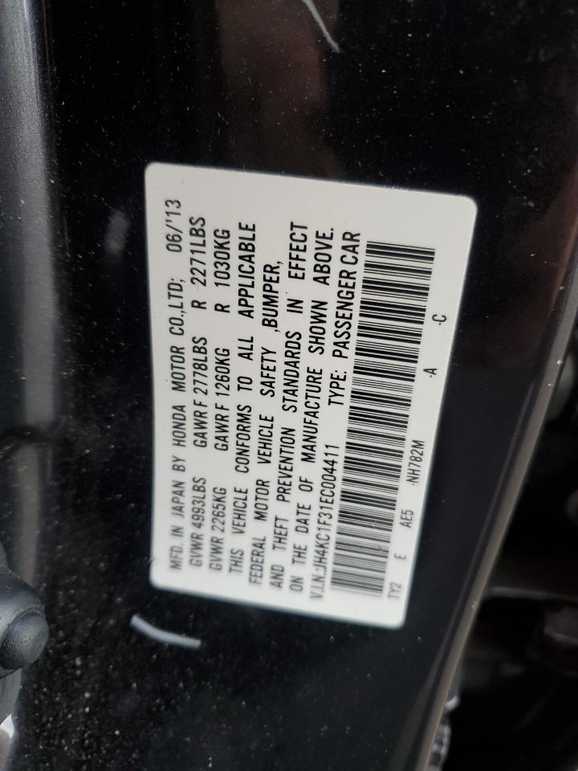 MFD. IN JAPAN BY HONDA MOTOR CO.,LTD; 06/'13
GVWR 4993LBS GAWR F 2778LBS R 2271LBS
GVWR 2265KG GAWR F 1260KG R 1030KG
THIS VEHICLE CONFORMS TO ALL APPLICABLE
FEDERAL MOTOR VEHICLE SAFETY ,BUMPER,
AND THEFT PREVENTION STANDARDS IN EFFECT
ON THE DATE OF MANUFACTURE SHOWN ABOVE.
V.I.N.:JH4KC1F31EC004411 TYPE: PASSENGER CAR
TY2 E AE5 -NH782M -A -C